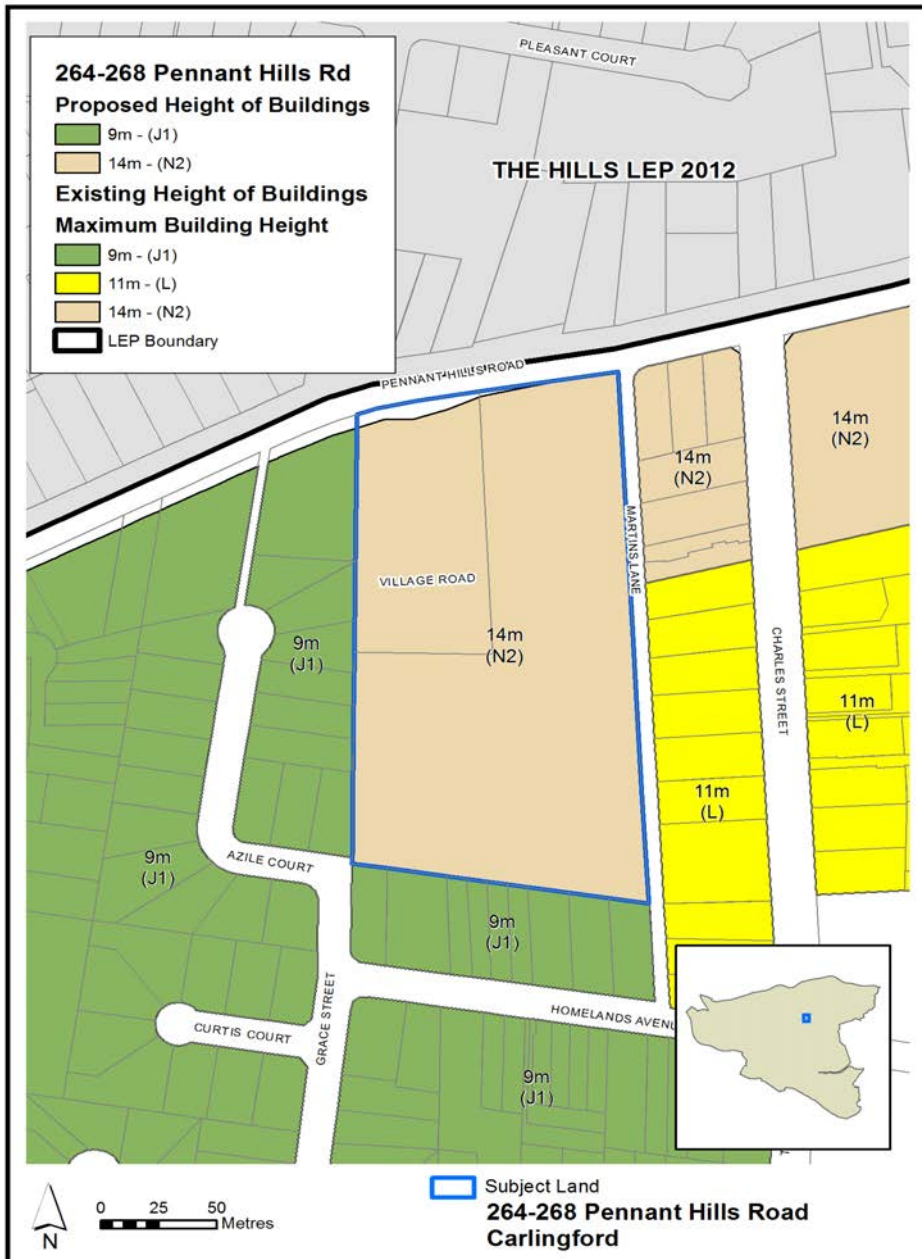 264-268 Pennant Hills Rd
Proposed Height of Buildings
9m - (J1)
14m - (N2)
Existing Height of Buildings
Maximum Building Height
9m - (J1)
11m - (L)
14m - (N2)
LEP Boundary
PLEASANT COURT
THE HILLS LEP 2012
PENNANT HILLS ROAD
14m
(N2)
14m
(N2)
MARTINS LANE
VILLAGE ROAD
14m
(N2)
9m
(J1)
CHARLES STREET
11m
(L)
11m
(L)
9m
(J1)
AZILE COURT
9m
(J1)
GRACE STREET
HOMELANDS AVENU
CURTIS COURT
9m
(J1)
N
0 25 50
Metres
Subject Land
264-268 Pennant Hills Road
Carlingford